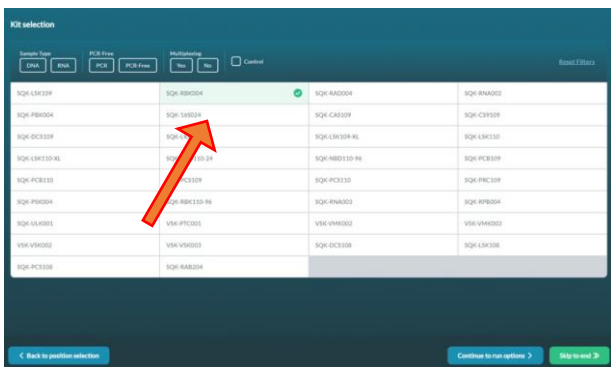 Kit selection
Sample Type PCR-Free Multiplexing
DNA RNA PCR PCR-Free Yes No Control Reset Filters
SQK-LSK109 SQK-RBK004 SQK-RAD004 SQK-RNA002
SQK-PBK004 SQK-16S024 SQK-CAS109 SQK-CS9109
SQK-DCS109 SQK-LSK109-XL SQK-LSK110
SQK-LSK110-XL 110-24 SQK-NBD110-96 SQK-PCB109
SQK-PCB110 PCS109 SQK-PCS110 SQK-PRC109
SQK-PSK004 SQK-RBK110-96 SQK-RNA003 SQK-RPB004
SQK-ULK001 VSK-PTC001 VSK-VMK002 VSK-VMK003
VSK-VSK002 VSK-VSK003 SQK-DCS108 SQK-LSK108
SQK-PCS108 SQK-RAB204
Back to position selection Continue to run options Skip to end